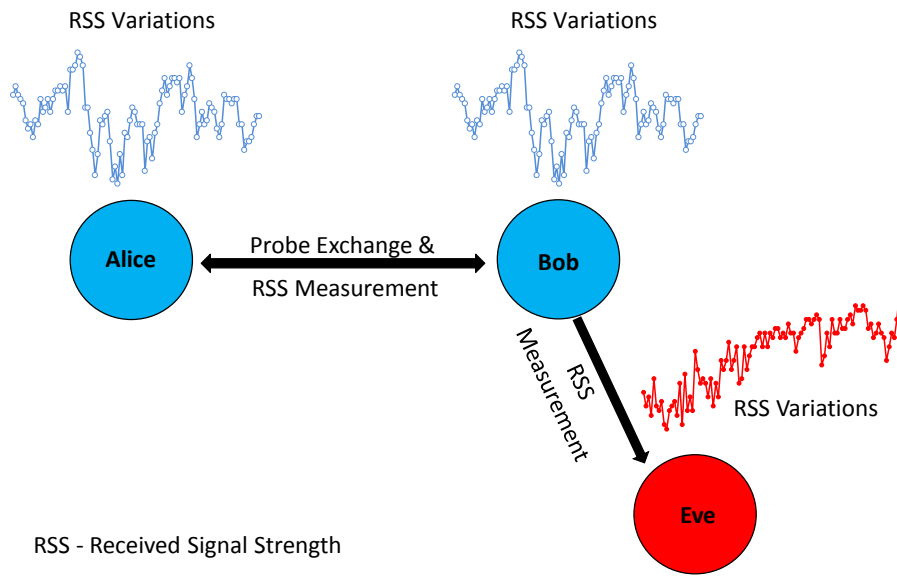 RSS Variations
RSS Variations
Alice
Probe Exchange &
RSS Measurement
Bob
RSS
Measurement
RSS Variations
Eve
RSS - Received Signal Strength